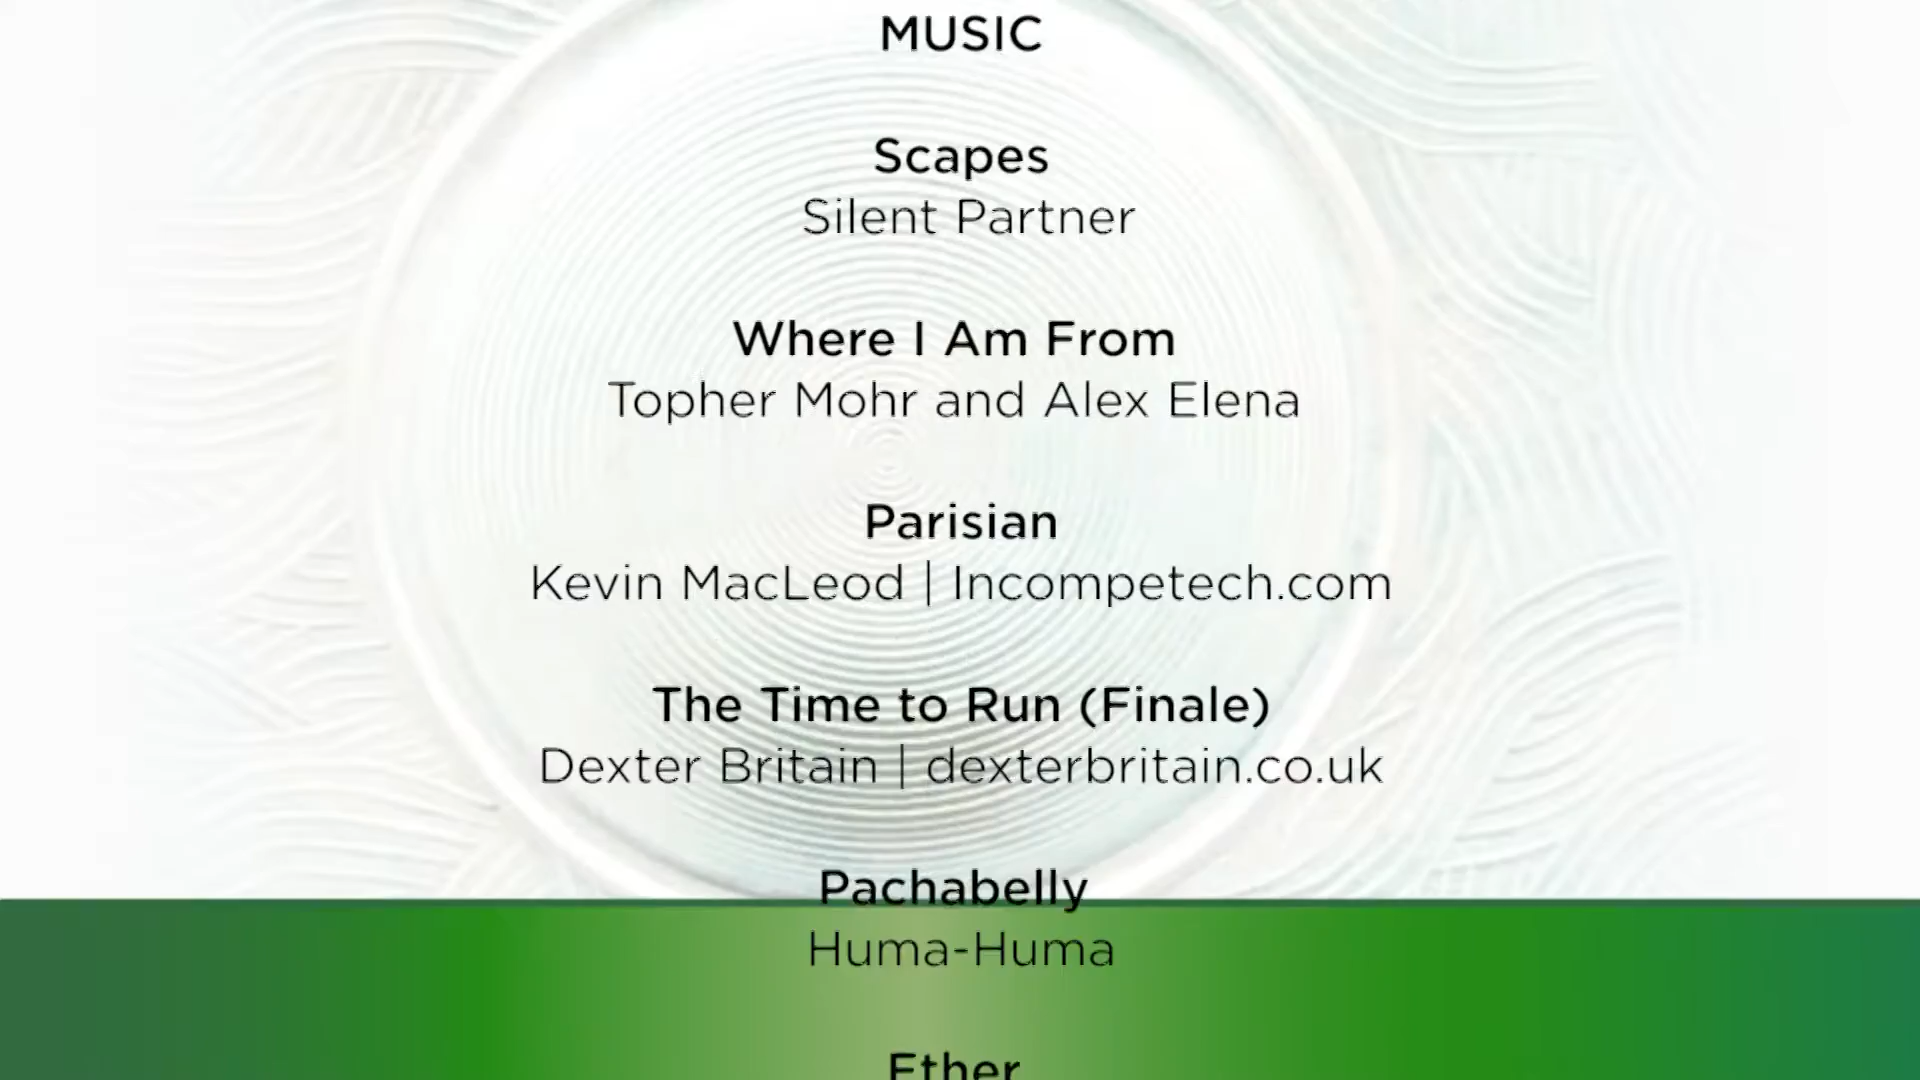 MUSIC
Scapes
Silent Partner
Where I Am From
Topher Mohr and Alex Elena
Parisian
Kevin MacLeod | Incompetech.com
The Time to Run (Finale)
Dexter Britain | dexterbritain.co.uk
Pachabelly
Huma-Huma
Ether